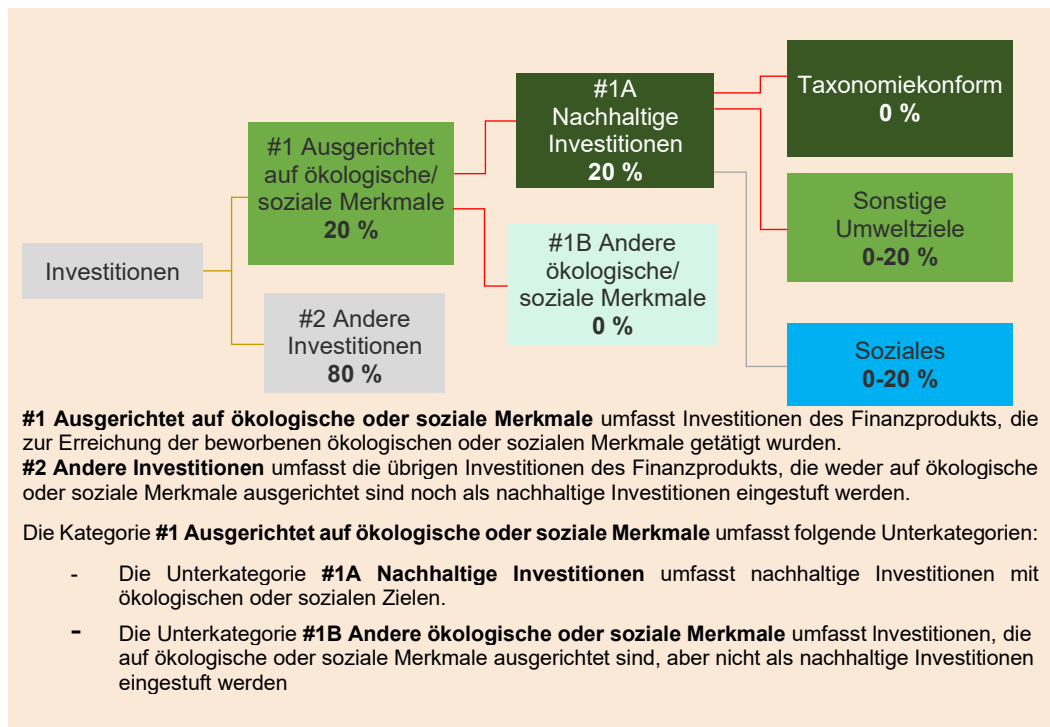 Investitionen
#1 Ausgerichtet
auf ökologische/
soziale Merkmale
20 %
#2 Andere
Investitionen
80 %
#1A
Nachhaltige
Investitionen
20 %
#1B Andere
ökologische/
soziale Merkmale
0 %
Taxonomiekonform
0 %
Sonstige
Umweltziele
0-20 %
Soziales
0-20 %
#1 Ausgerichtet auf ökologische oder soziale Merkmale umfasst Investitionen des Finanzprodukts, die
zur Erreichung der beworbenen ökologischen oder sozialen Merkmale getätigt wurden.
#2 Andere Investitionen umfasst die übrigen Investitionen des Finanzprodukts, die weder auf ökologische
oder soziale Merkmale ausgerichtet sind noch als nachhaltige Investitionen eingestuft werden.
Die Kategorie #1 Ausgerichtet auf ökologische oder soziale Merkmale umfasst folgende Unterkategorien:
- Die Unterkategorie #1A Nachhaltige Investitionen umfasst nachhaltige Investitionen mit
ökologischen oder sozialen Zielen.
- Die Unterkategorie #1B Andere ökologische oder soziale Merkmale umfasst Investitionen, die
auf ökologische oder soziale Merkmale ausgerichtet sind, aber nicht als nachhaltige Investitionen
eingestuft werden